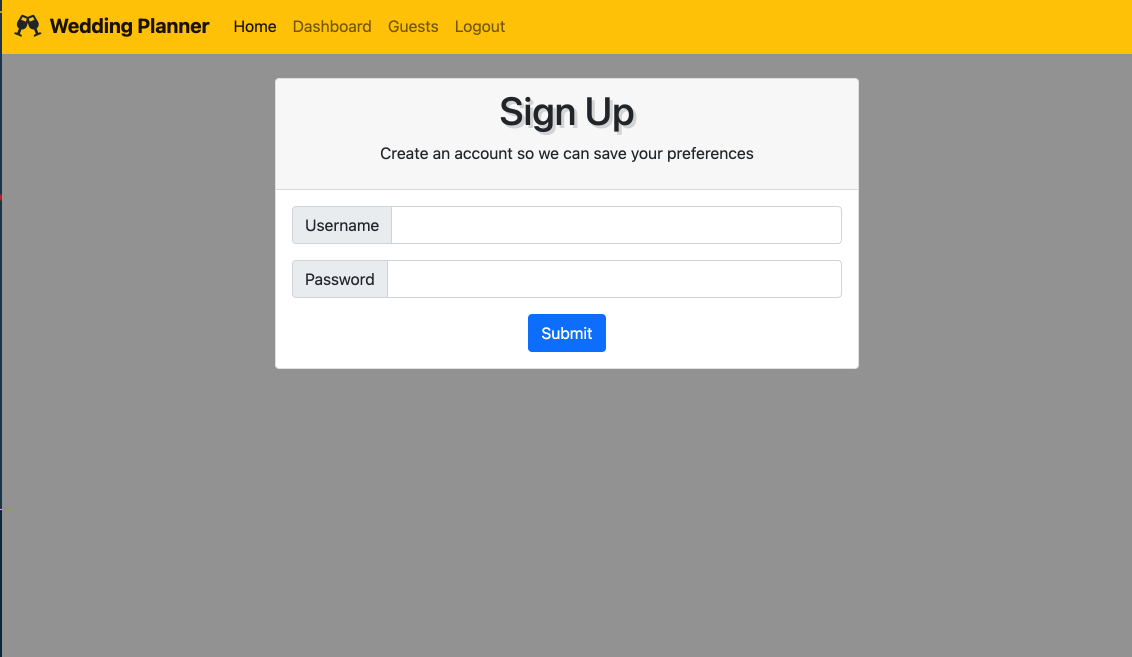 Wedding Planner Home Dashboard Guests Logout
Sign Up
Create an account so we can save your preferences
Username
Password
Submit